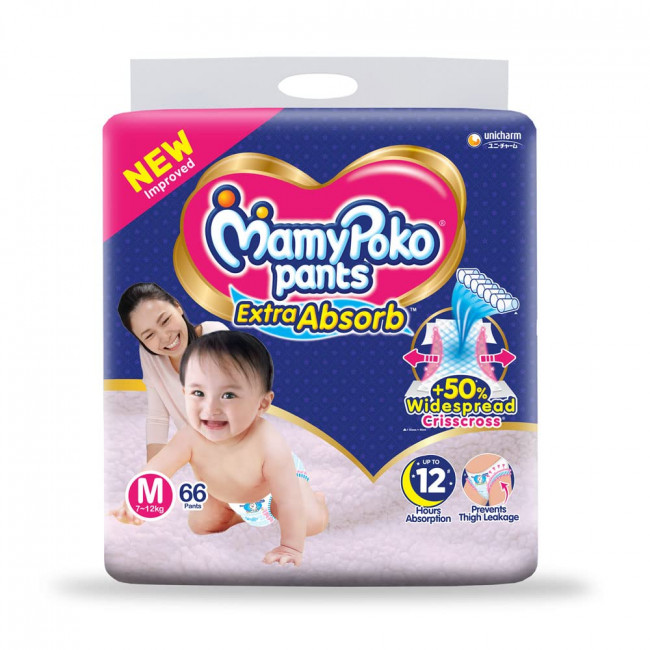 NEW
Improved
unicharm
ユニ・チャーム
MamyPoko®
pants
Extra Absorb™
+50%
Widespread
Crisscross
M
7~12kg
66
Pants
UP TO
12
Hours
Absorption
Prevents
Thigh Leakage